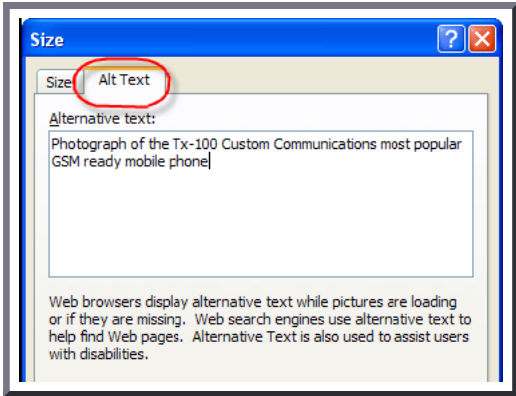 Size
Size
Alt Text
Alternative text:
Photograph of the Tx-100 Custom Communications most popular
GSM ready mobile phone
Web browsers display alternative text while pictures are loading
or if they are missing.  Web search engines use alternative text to
help find Web pages.  Alternative Text is also used to assist users
with disabilities.